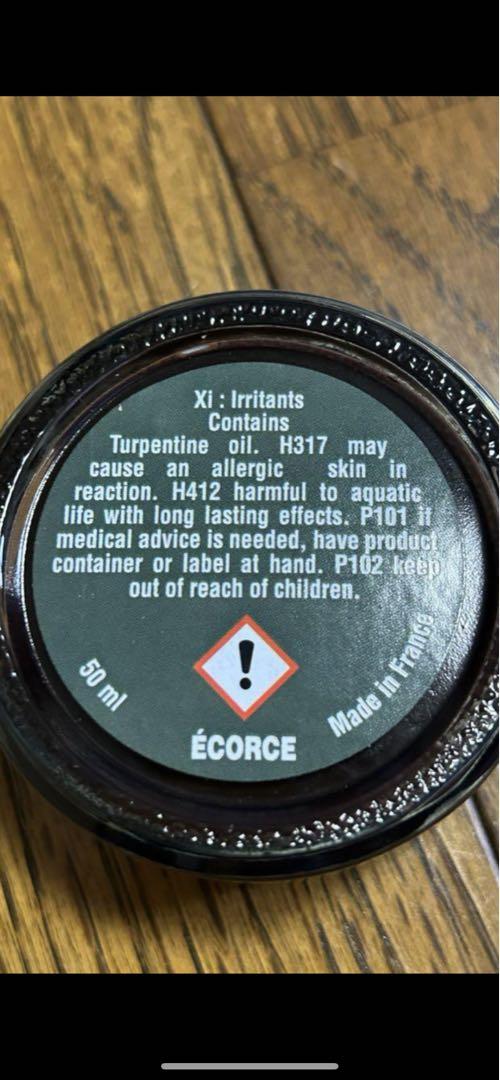 Xi : Irritants
Contains
Turpentine oil. H317 may
cause an allergic skin in
reaction. H412 harmful to aquatic
life with long lasting effects. P101 if
medical advice is needed, have product
container or label at hand. P102 keep
out of reach of children.
50 ml
Made in France
ÉCORCE